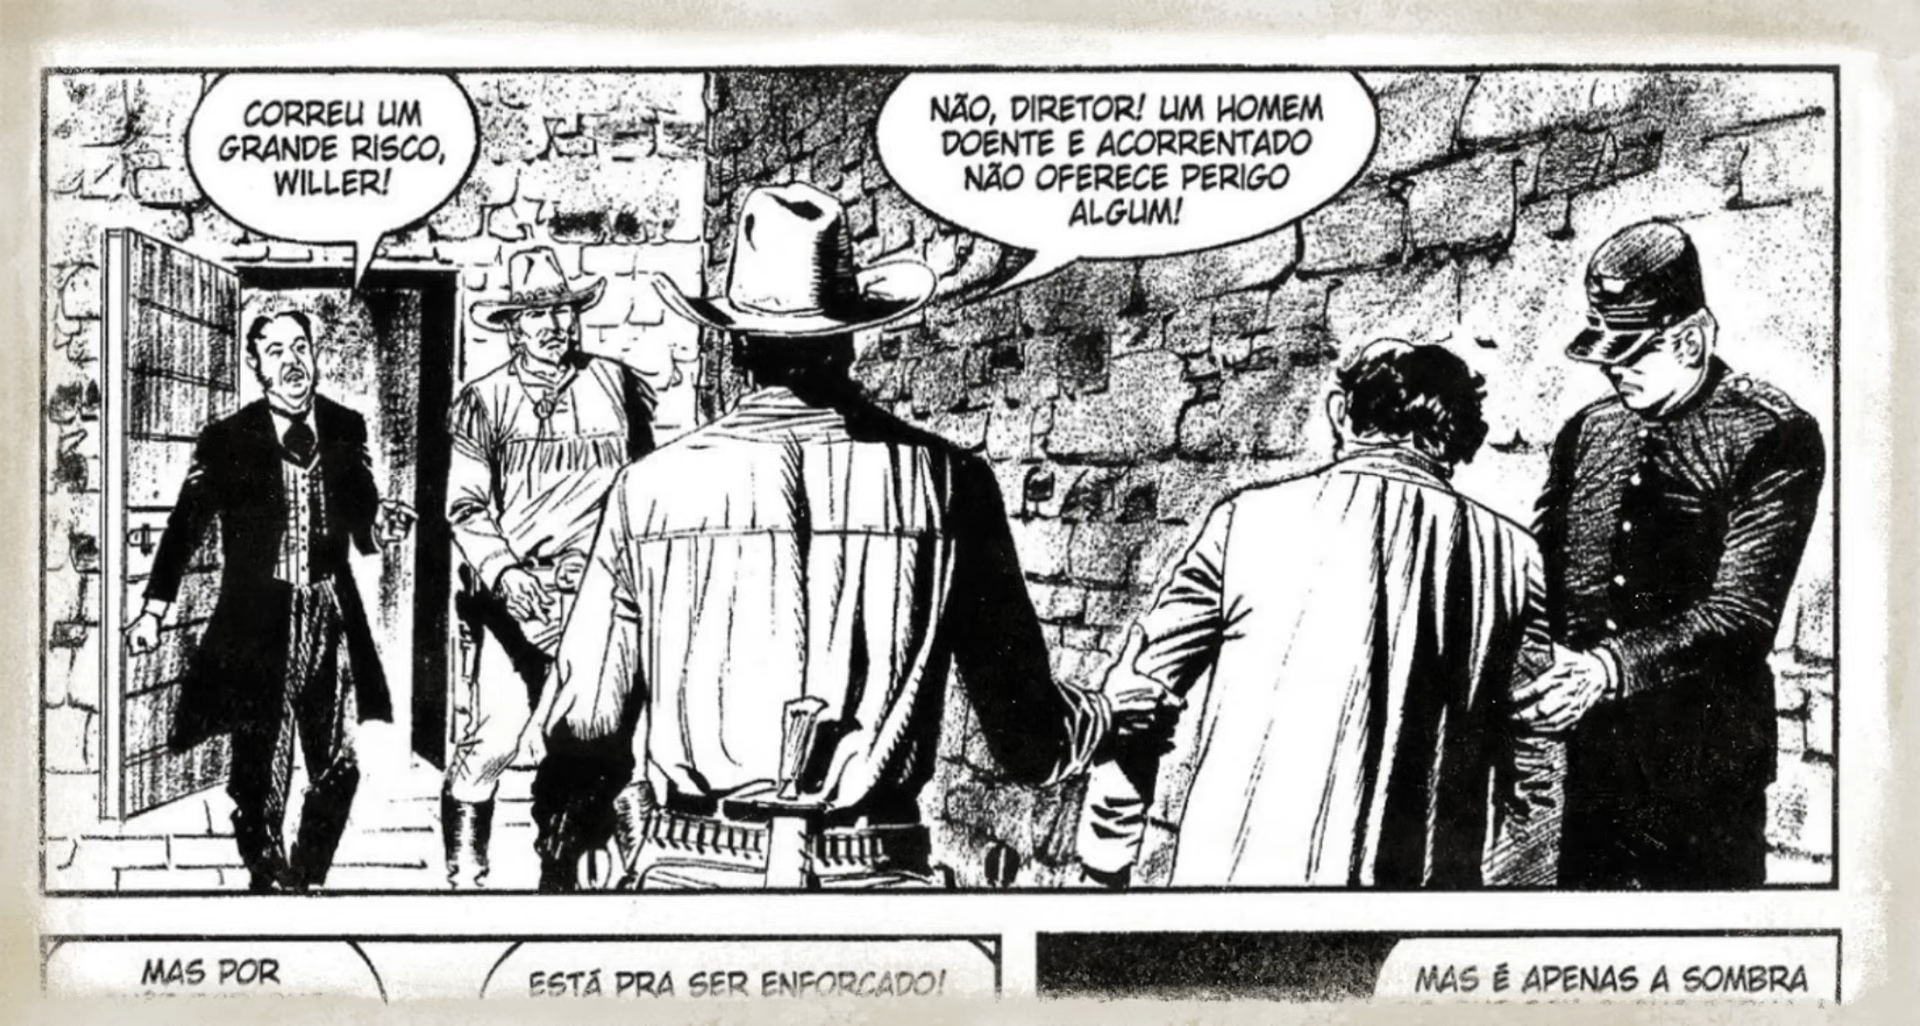 CORREU UM
GRANDE RISCO,
WILLER!
NÃO, DIRETOR! UM HOMEM
DOENTE E ACORRENTADO
NÃO OFERECE PERIGO
ALGUM!
MAS POR
ESTÁ PRA SER ENFORCADO!
MAS É APENAS A SOMBRA